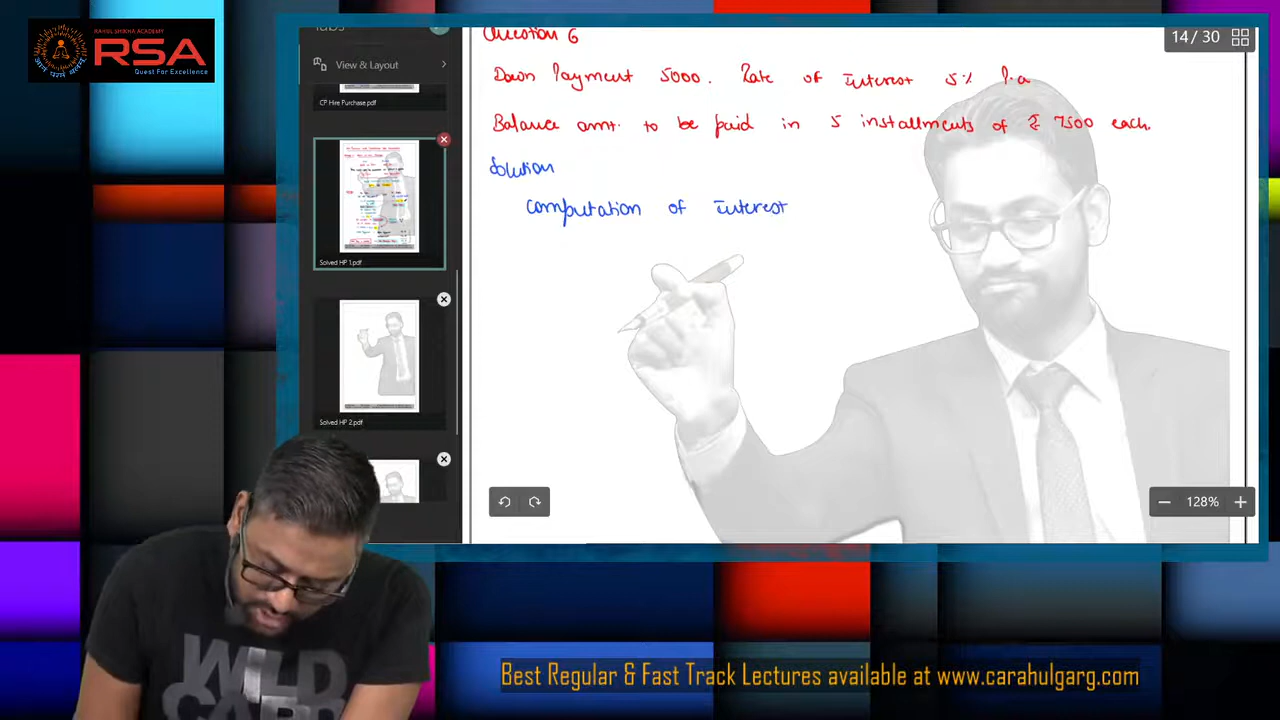 RAHUL SHIKHA ACADEMY
RSA
Quest For Excellence
View & Layout
CP Hire Purchase.pdf
Solved HP 1.pdf
Solved HP 2.pdf
14 / 30
Question 6
Down Payment 5000. Rate of interest 5% P.a
Balance amt. to be paid in 5 installments of ₹ 7500 each.
Solution
Computation of interest
128%
WILD
CARD
Best Regular & Fast Track Lectures available at www.carahulgarg.com